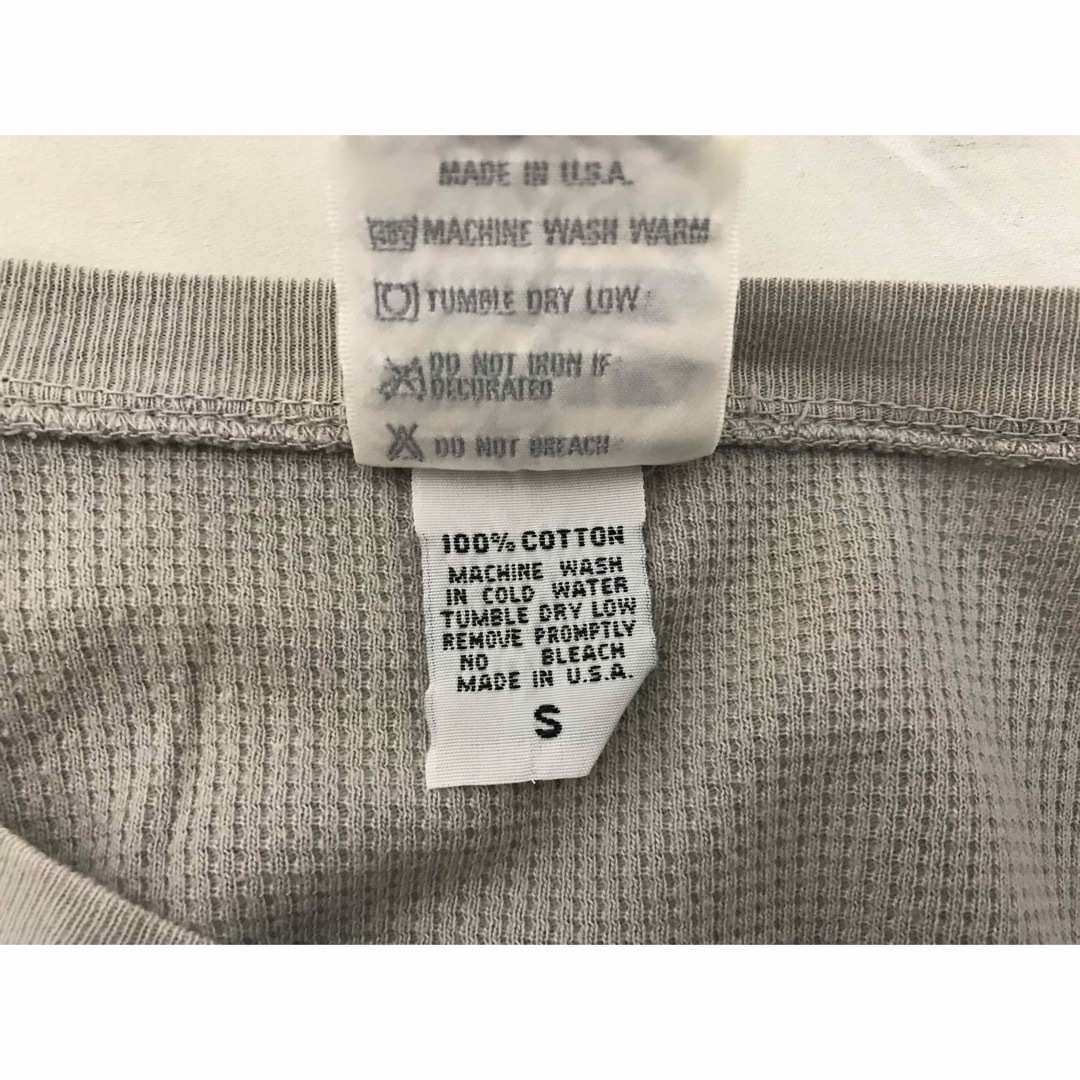 MADE IN U.S.A.
MACHINE WASH WARM
TUMBLE DRY LOW
DO NOT IRON IF
DECORATED
DO NOT BREACH
100% COTTON
MACHINE WASH
IN COLD WATER
TUMBLE DRY LOW
REMOVE PROMPTLY
NO BLEACH
MADE IN U.S.A.
S